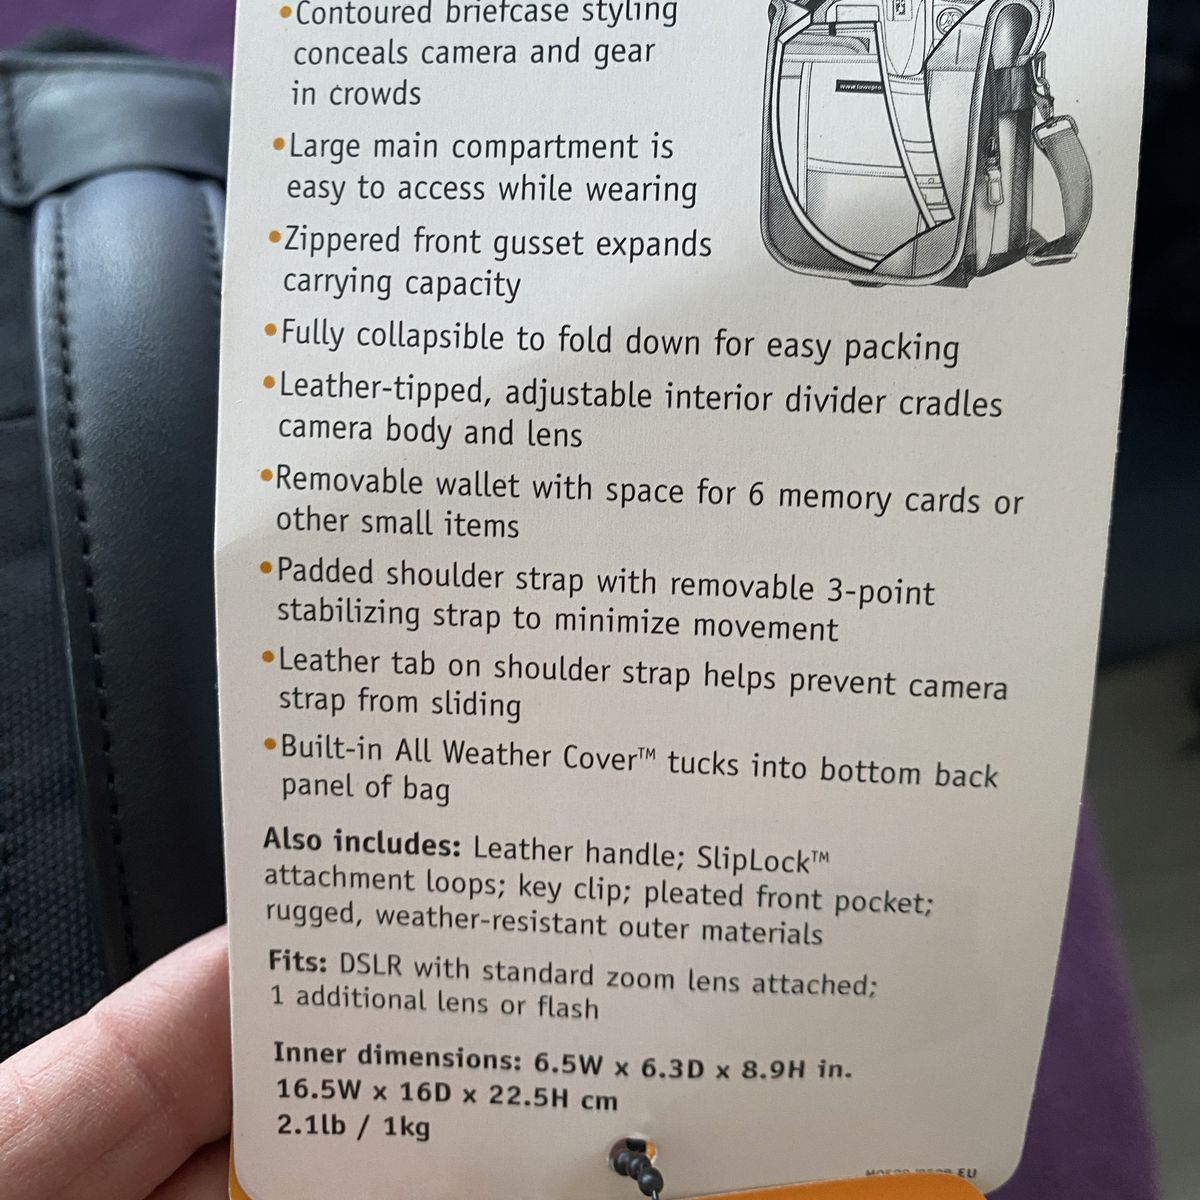 •Contoured briefcase styling
conceals camera and gear
in crowds
•Large main compartment is
easy to access while wearing
•Zippered front gusset expands
carrying capacity
•Fully collapsible to fold down for easy packing
•Leather-tipped, adjustable interior divider cradles
camera body and lens
•Removable wallet with space for 6 memory cards or
other small items
•Padded shoulder strap with removable 3-point
stabilizing strap to minimize movement
•Leather tab on shoulder strap helps prevent camera
strap from sliding
•Built-in All Weather Cover™ tucks into bottom back
panel of bag
Also includes: Leather handle; SlipLock™
attachment loops; key clip; pleated front pocket;
rugged, weather-resistant outer materials
Fits: DSLR with standard zoom lens attached;
1 additional lens or flash
Inner dimensions: 6.5W x 6.3D x 8.9H in.
16.5W x 16D x 22.5H cm
2.1lb / 1kg
EU